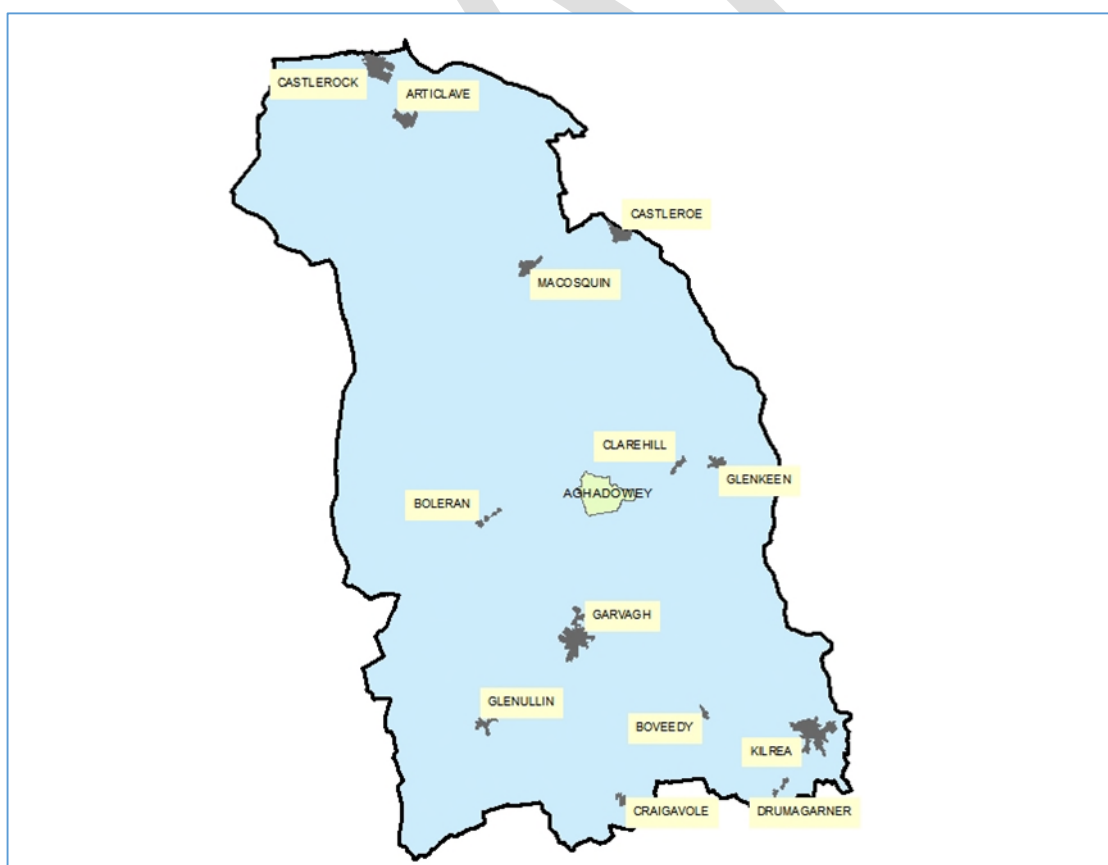 CASTLEROCK
ARTICLAVE
CASTLEROE
MACOSQUIN
CLAREHILL
GLENKEEN
AGHADOWEY
BOLERAN
GARVAGH
GLENULLIN
BOVEEDY
KILREA
CRAIGAVOLE
DRUMAGARNER